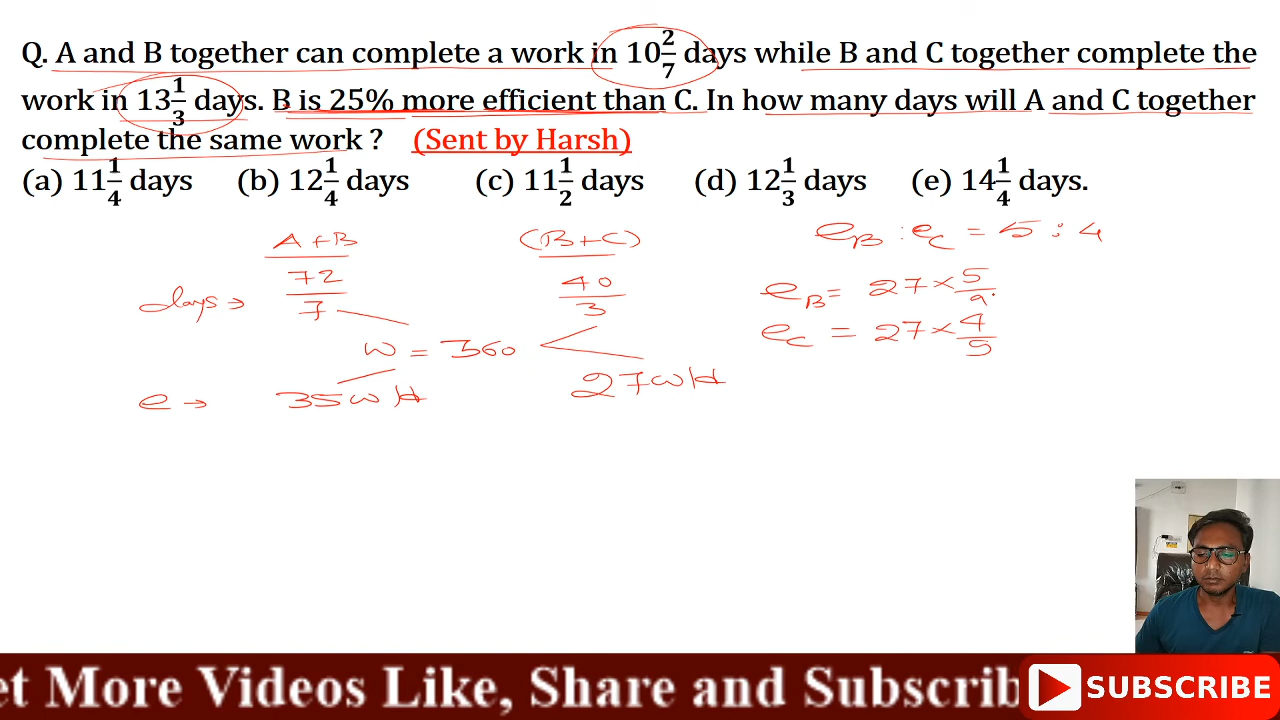 Q. A and B together can complete a work in 10 2/7 days while B and C together complete the
work in 13 1/3 days. B is 25% more efficient than C. In how many days will A and C together
complete the same work ? (Sent by Harsh)
(a) 11 1/4 days (b) 12 1/4 days (c) 11 1/2 days (d) 12 1/3 days (e) 14 1/4 days.
A+B (B+C) eB : eC = 5 : 4
days → 72/7 40/3 eB = 27 × 5/9
w = 360 eC = 27 × 4/9
e → 35 w/d 27 w/d
et More Videos Like, Share and Subscrib
SUBSCRIBE